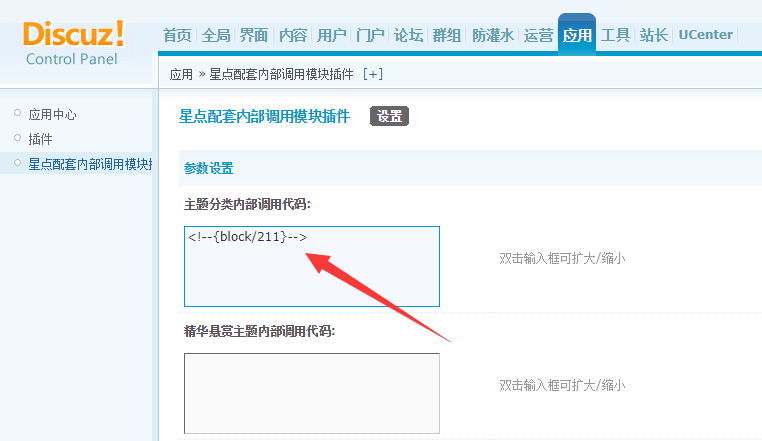 Discuz!
Control Panel
首页 全局 界面 内容 用户 门户 论坛 群组 防灌水 运营 应用 工具 站长 UCenter
应用 » 星点配套内部调用模块插件 [+]
应用中心
插件
星点配套内部调用模块
星点配套内部调用模块插件 设置
参数设置
主题分类内部调用代码:
<!--{block/211}-->
双击输入框可扩大/缩小
精华悬赏主题内部调用代码:
双击输入框可扩大/缩小